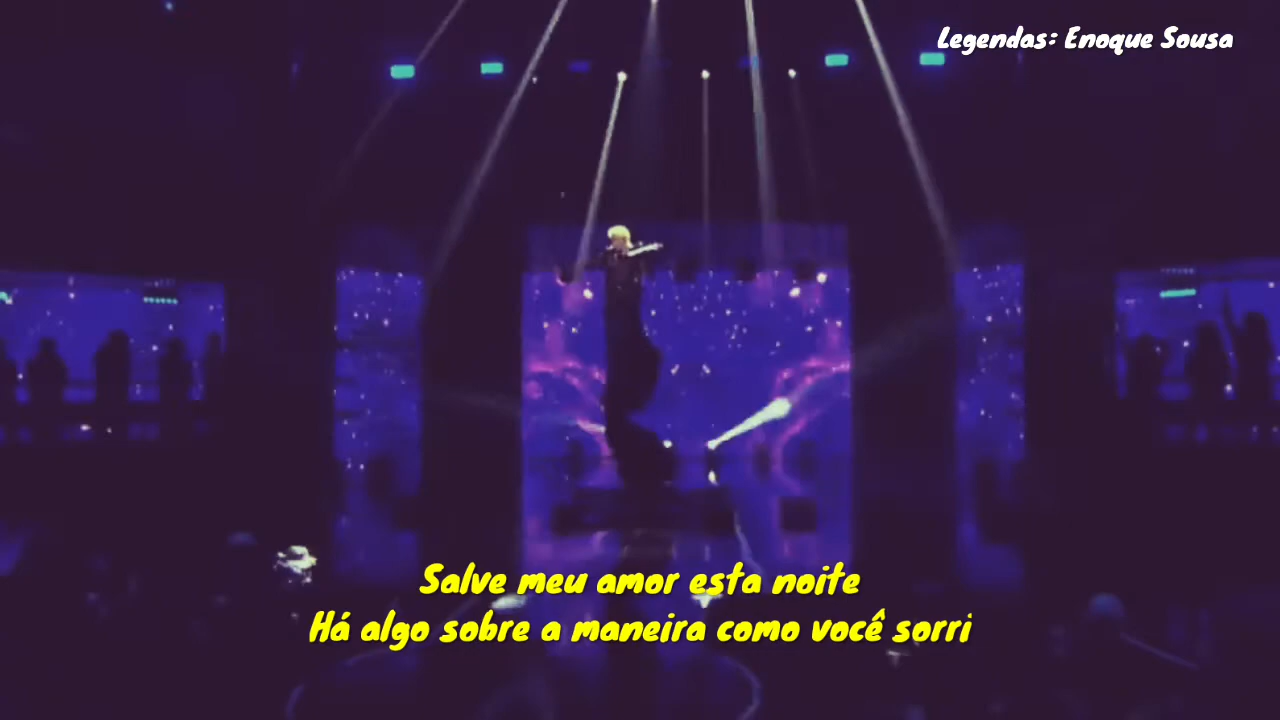 Legendas: Enoque Sousa
Salve meu amor esta noite
Há algo sobre a maneira como você sorri